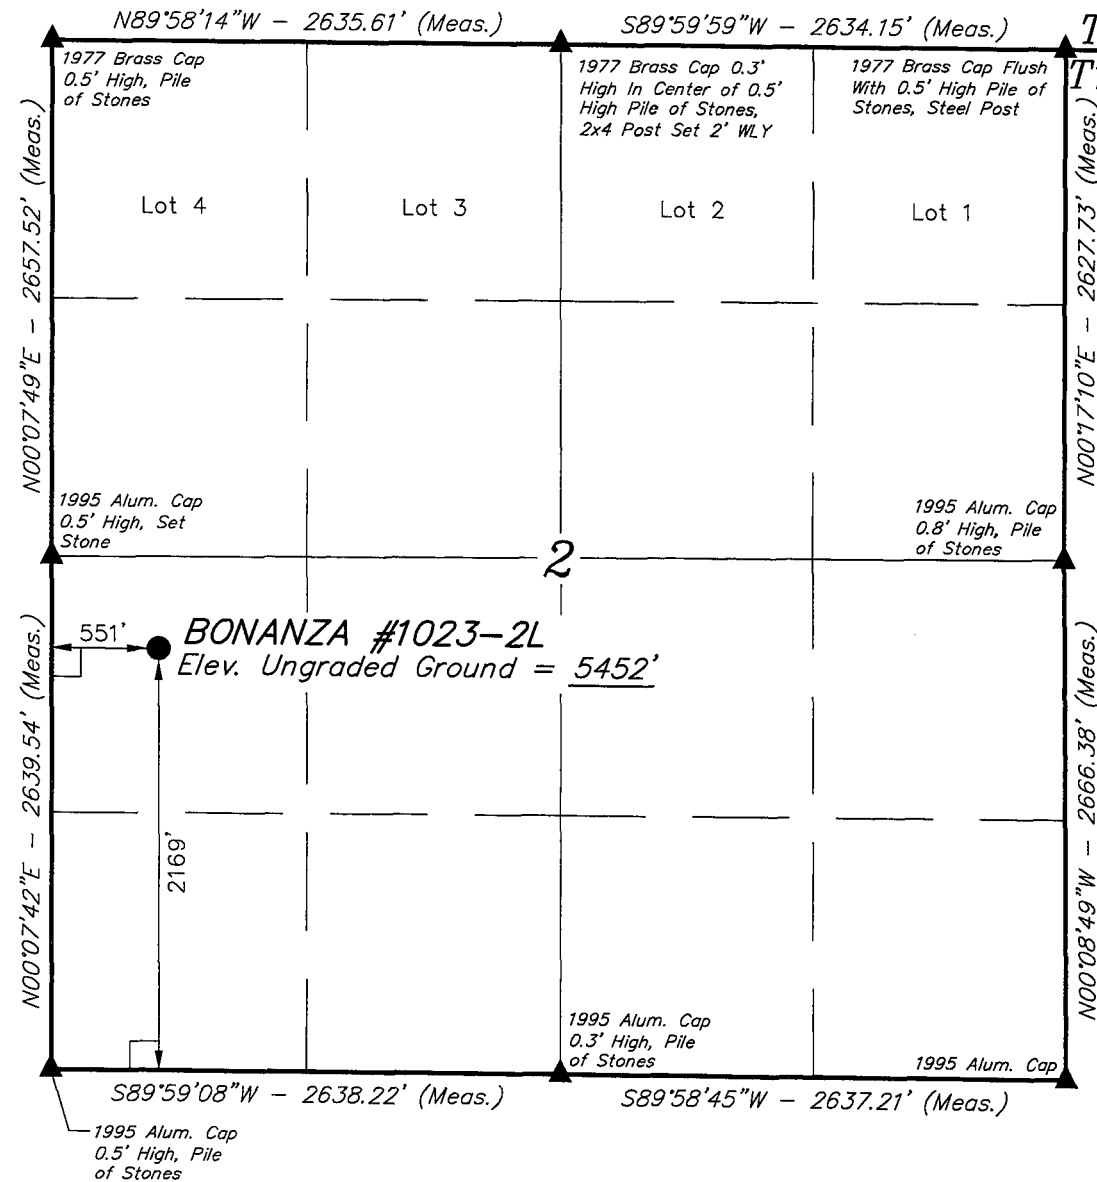 N89°58'14"W - 2635.61' (Meas.)
S89°59'59"W - 2634.15' (Meas.)
1977 Brass Cap
0.5' High, Pile
of Stones
1977 Brass Cap 0.3'
High In Center of 0.5'
High Pile of Stones,
2x4 Post Set 2' WLY
1977 Brass Cap Flush
With 0.5' High Pile of
Stones, Steel Post
N00°07'49"E - 2657.52' (Meas.)
N00°17'10"E - 2627.73' (Meas.)
Lot 4
Lot 3
Lot 2
Lot 1
1995 Alum. Cap
0.5' High, Set
Stone
1995 Alum. Cap
0.8' High, Pile
of Stones
2
551'
BONANZA #1023-2L
Elev. Ungraded Ground = 5452'
2169'
N00°07'42"E - 2639.54' (Meas.)
N00°08'49"W - 2666.38' (Meas.)
1995 Alum. Cap
0.3' High, Pile
of Stones
1995 Alum. Cap
S89°59'08"W - 2638.22' (Meas.)
S89°58'45"W - 2637.21' (Meas.)
1995 Alum. Cap
0.5' High, Pile
of Stones